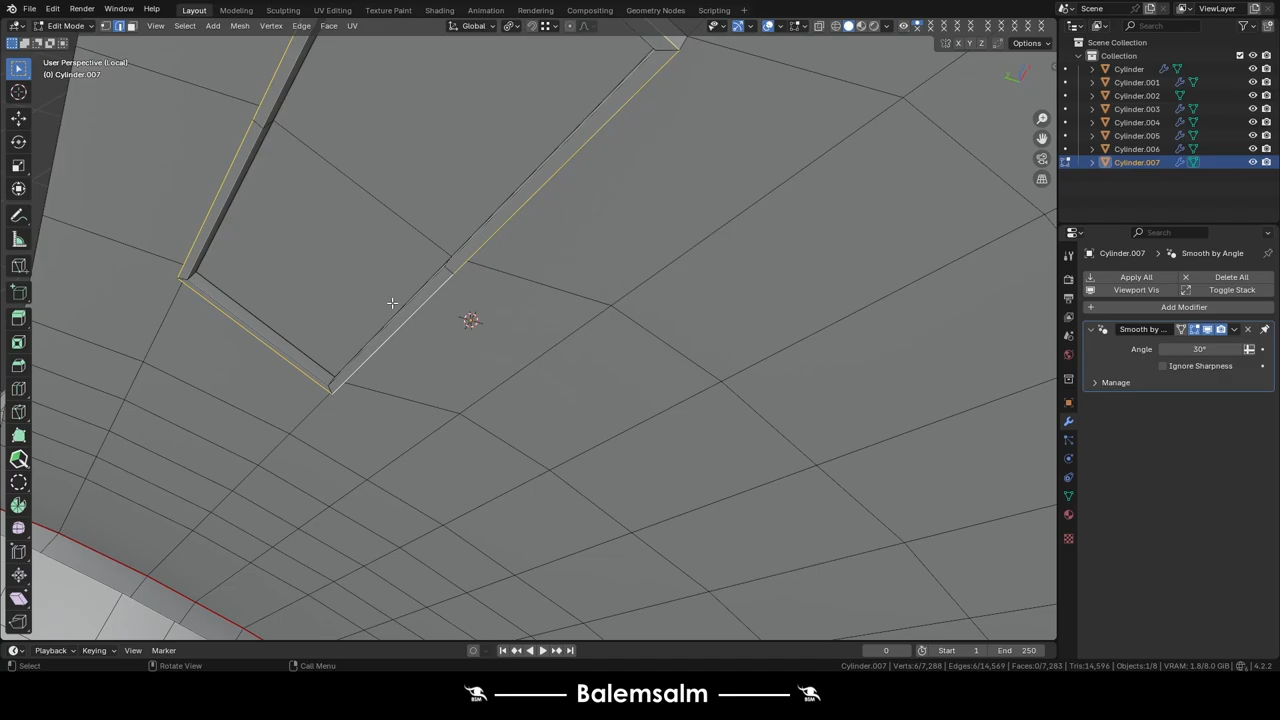 File Edit Render Window Help Layout Modeling Sculpting UV Editing Texture Paint Shading Animation Rendering Compositing Geometry Nodes Scripting + Scene ViewLayer
Edit Mode View Select Add Mesh Vertex Edge Face UV Global Search
X Y Z Options
User Perspective (Local)
(0) Cylinder.007
Scene Collection
Collection
Cylinder
Cylinder.001
Cylinder.002
Cylinder.003
Cylinder.004
Cylinder.005
Cylinder.006
Cylinder.007
Search
Cylinder.007 > Smooth by Angle
Apply All Delete All
Viewport Vis Toggle Stack
Add Modifier
Smooth by ...
Angle 30°
Ignore Sharpness
Manage
Playback Keying View Marker 0 Start 1 End 250
Select Rotate View Call Menu Cylinder.007 | Verts:6/7,288 | Edges:6/14,569 | Faces:0/7,283 | Tris:14,596 | Objects:1/8 | VRAM: 1.8/8.0 GiB | 4.2.2
BSM Balemsalm BSM